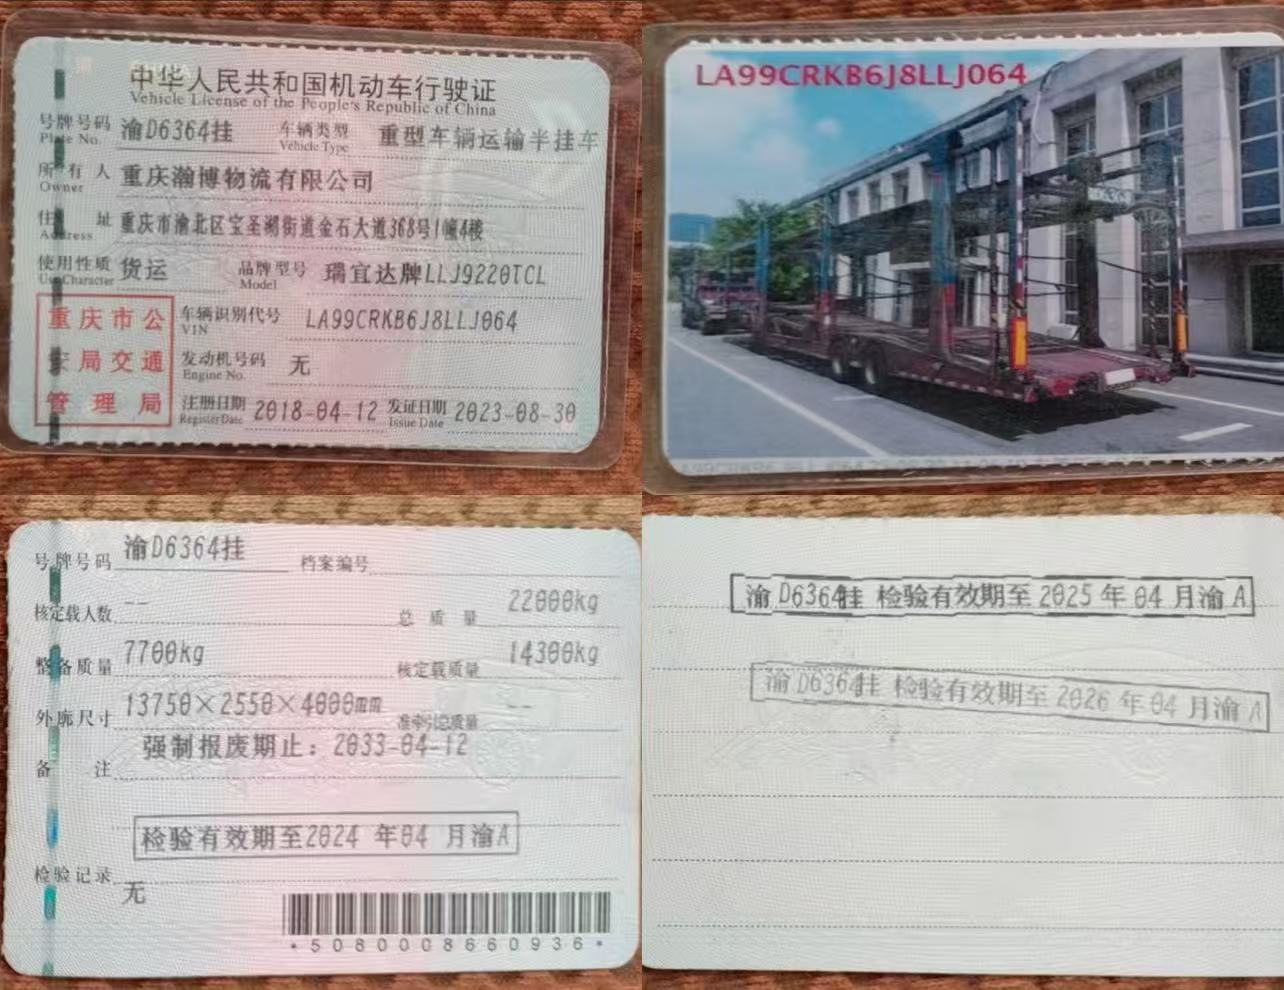 中华人民共和国机动车行驶证
Vehicle License of the People's Republic of China
号牌号码 渝D6364挂 车辆类型 重型车辆运输半挂车
Plate No. Vehicle Type
所有人 重庆瀚博物流有限公司
Owner
住址 重庆市渝北区宝圣湖街道金石大道368号1幢4楼
Address
使用性质 货运 品牌型号 瑞宜达牌LLJ9220TCL
Use Character Model
重庆市公安局交通管理局
车辆识别代号 LA99CRKB6J8LLJ064
VIN
发动机号码 无
Engine No.
注册日期 2018-04-12 发证日期 2023-08-30
Register Date Issue Date
LA99CRKB6J8LLJ064
号牌号码 渝D6364挂 档案编号
核定载人数 -- 总质量 22000kg
整备质量 7700kg 核定载质量 14300kg
外廓尺寸 13750×2550×4000mm 准牵引总质量 --
备注 强制报废期止：2033-04-12
检验有效期至2024年04月渝A
检验记录
无
*5080008660936*
渝D6364挂 检验有效期至2025年04月渝A
渝D6364挂 检验有效期至2026年04月渝A